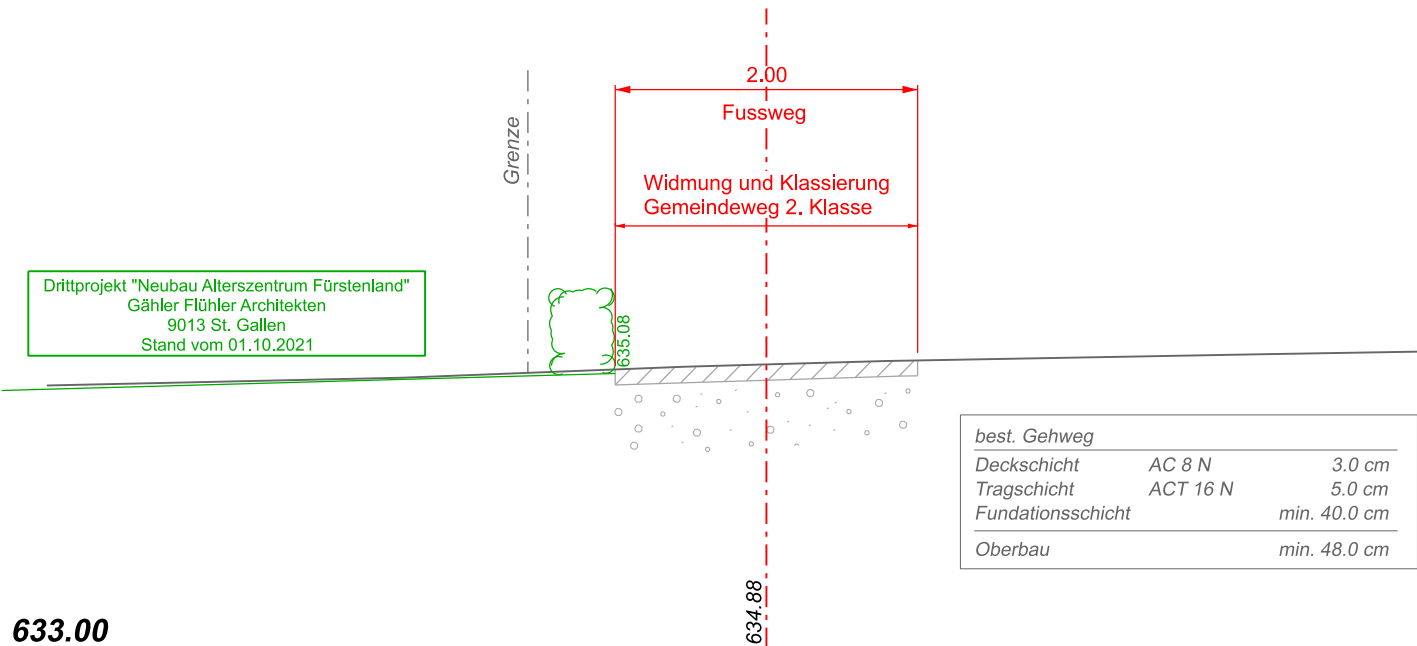 2.00
Fussweg
Grenze
Widmung und Klassierung
Gemeindeweg 2. Klasse
Drittprojekt "Neubau Alterszentrum Fürstenland"
Gähler Flühler Architekten
9013 St. Gallen
Stand vom 01.10.2021
635.08
best. Gehweg
Deckschicht AC 8 N 3.0 cm
Tragschicht ACT 16 N 5.0 cm
Fundationsschicht min. 40.0 cm
Oberbau min. 48.0 cm
634.88
633.00